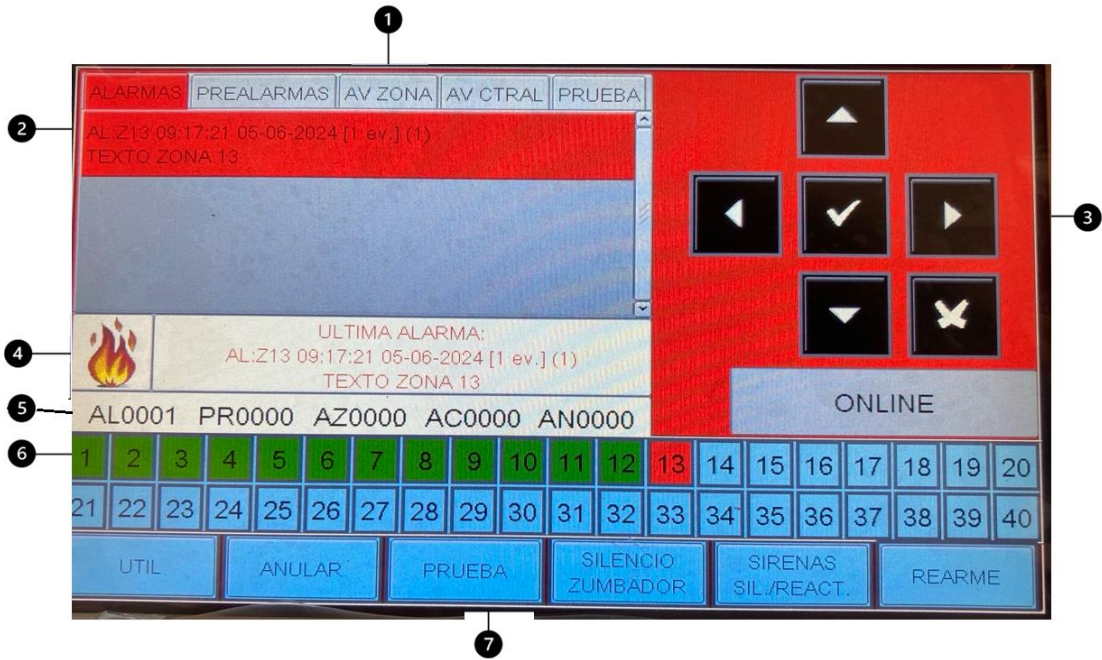 1
ALARMAS PREALARMAS AV ZONA AV CTRAL PRUEBA
2
AL:Z13 09:17:21 05-06-2024 [1 ev.] (1)
TEXTO ZONA 13
3
4
ULTIMA ALARMA:
AL:Z13 09:17:21 05-06-2024 [1 ev.] (1)
TEXTO ZONA 13
ONLINE
5
AL0001 PR0000 AZ0000 AC0000 AN0000
6
1 2 3 4 5 6 7 8 9 10 11 12 13 14 15 16 17 18 19 20
21 22 23 24 25 26 27 28 29 30 31 32 33 34 35 36 37 38 39 40
UTIL ANULAR PRUEBA SILENCIO ZUMBADOR SIRENAS SIL./REACT. REARME
7